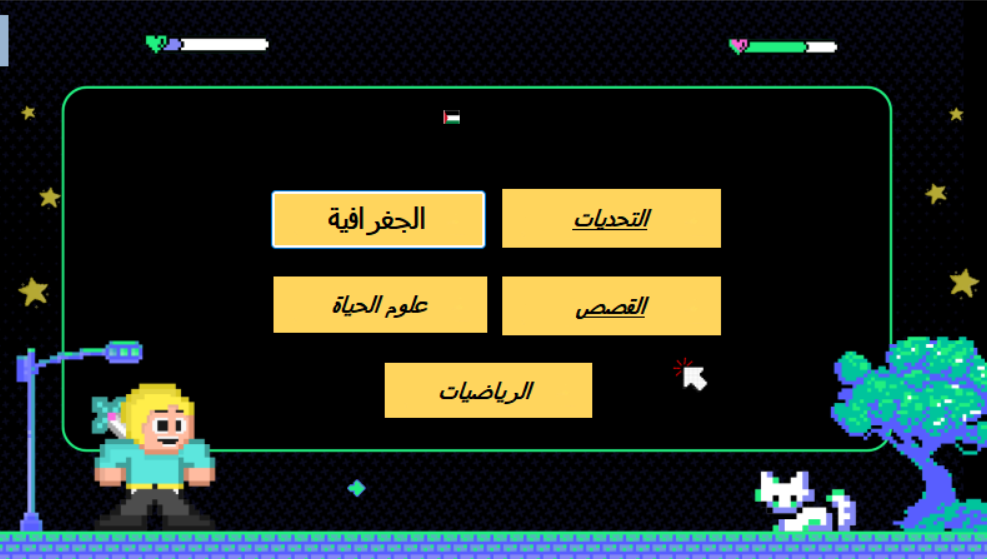 التحديات
الجغرافية
القصص
علوم الحياة
الرياضيات